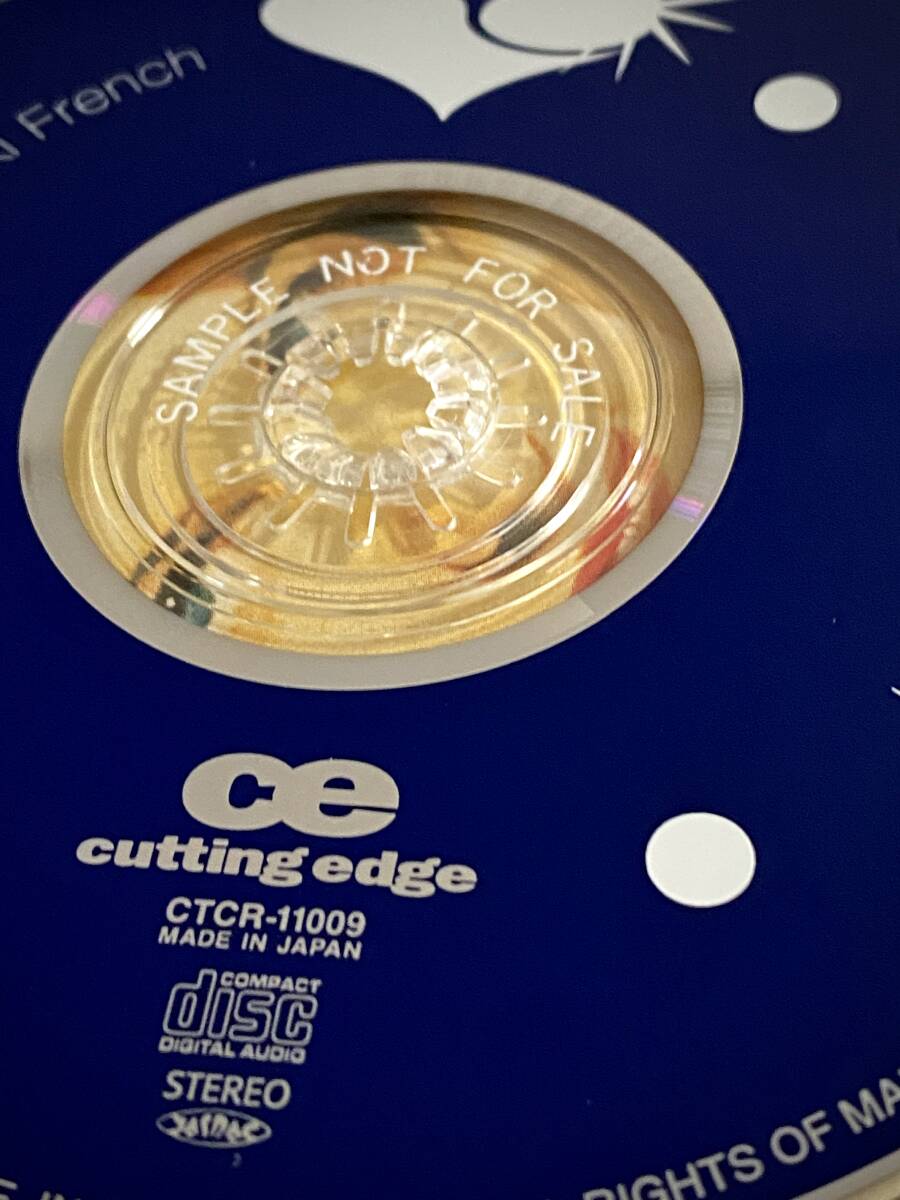 French
SAMPLE NOT FOR SALE
ce
cutting edge
CTCR-11009
MADE IN JAPAN
COMPACT
disc
DIGITAL AUDIO
STEREO
JASRAC
RIGHTS OF